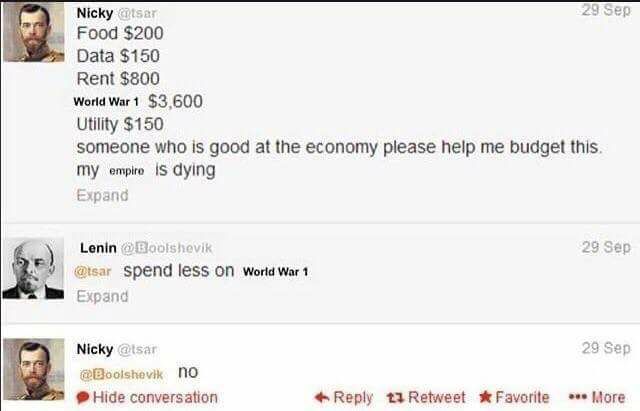 Nicky @tsar 29 Sep
Food $200
Data $150
Rent $800
World War 1 $3,600
Utility $150
someone who is good at the economy please help me budget this.
my empire is dying
Expand
Lenin @🅱oolshevik 29 Sep
@tsar spend less on World War 1
Expand
Nicky @tsar 29 Sep
@🅱oolshevik no
Hide conversation Reply Retweet Favorite More